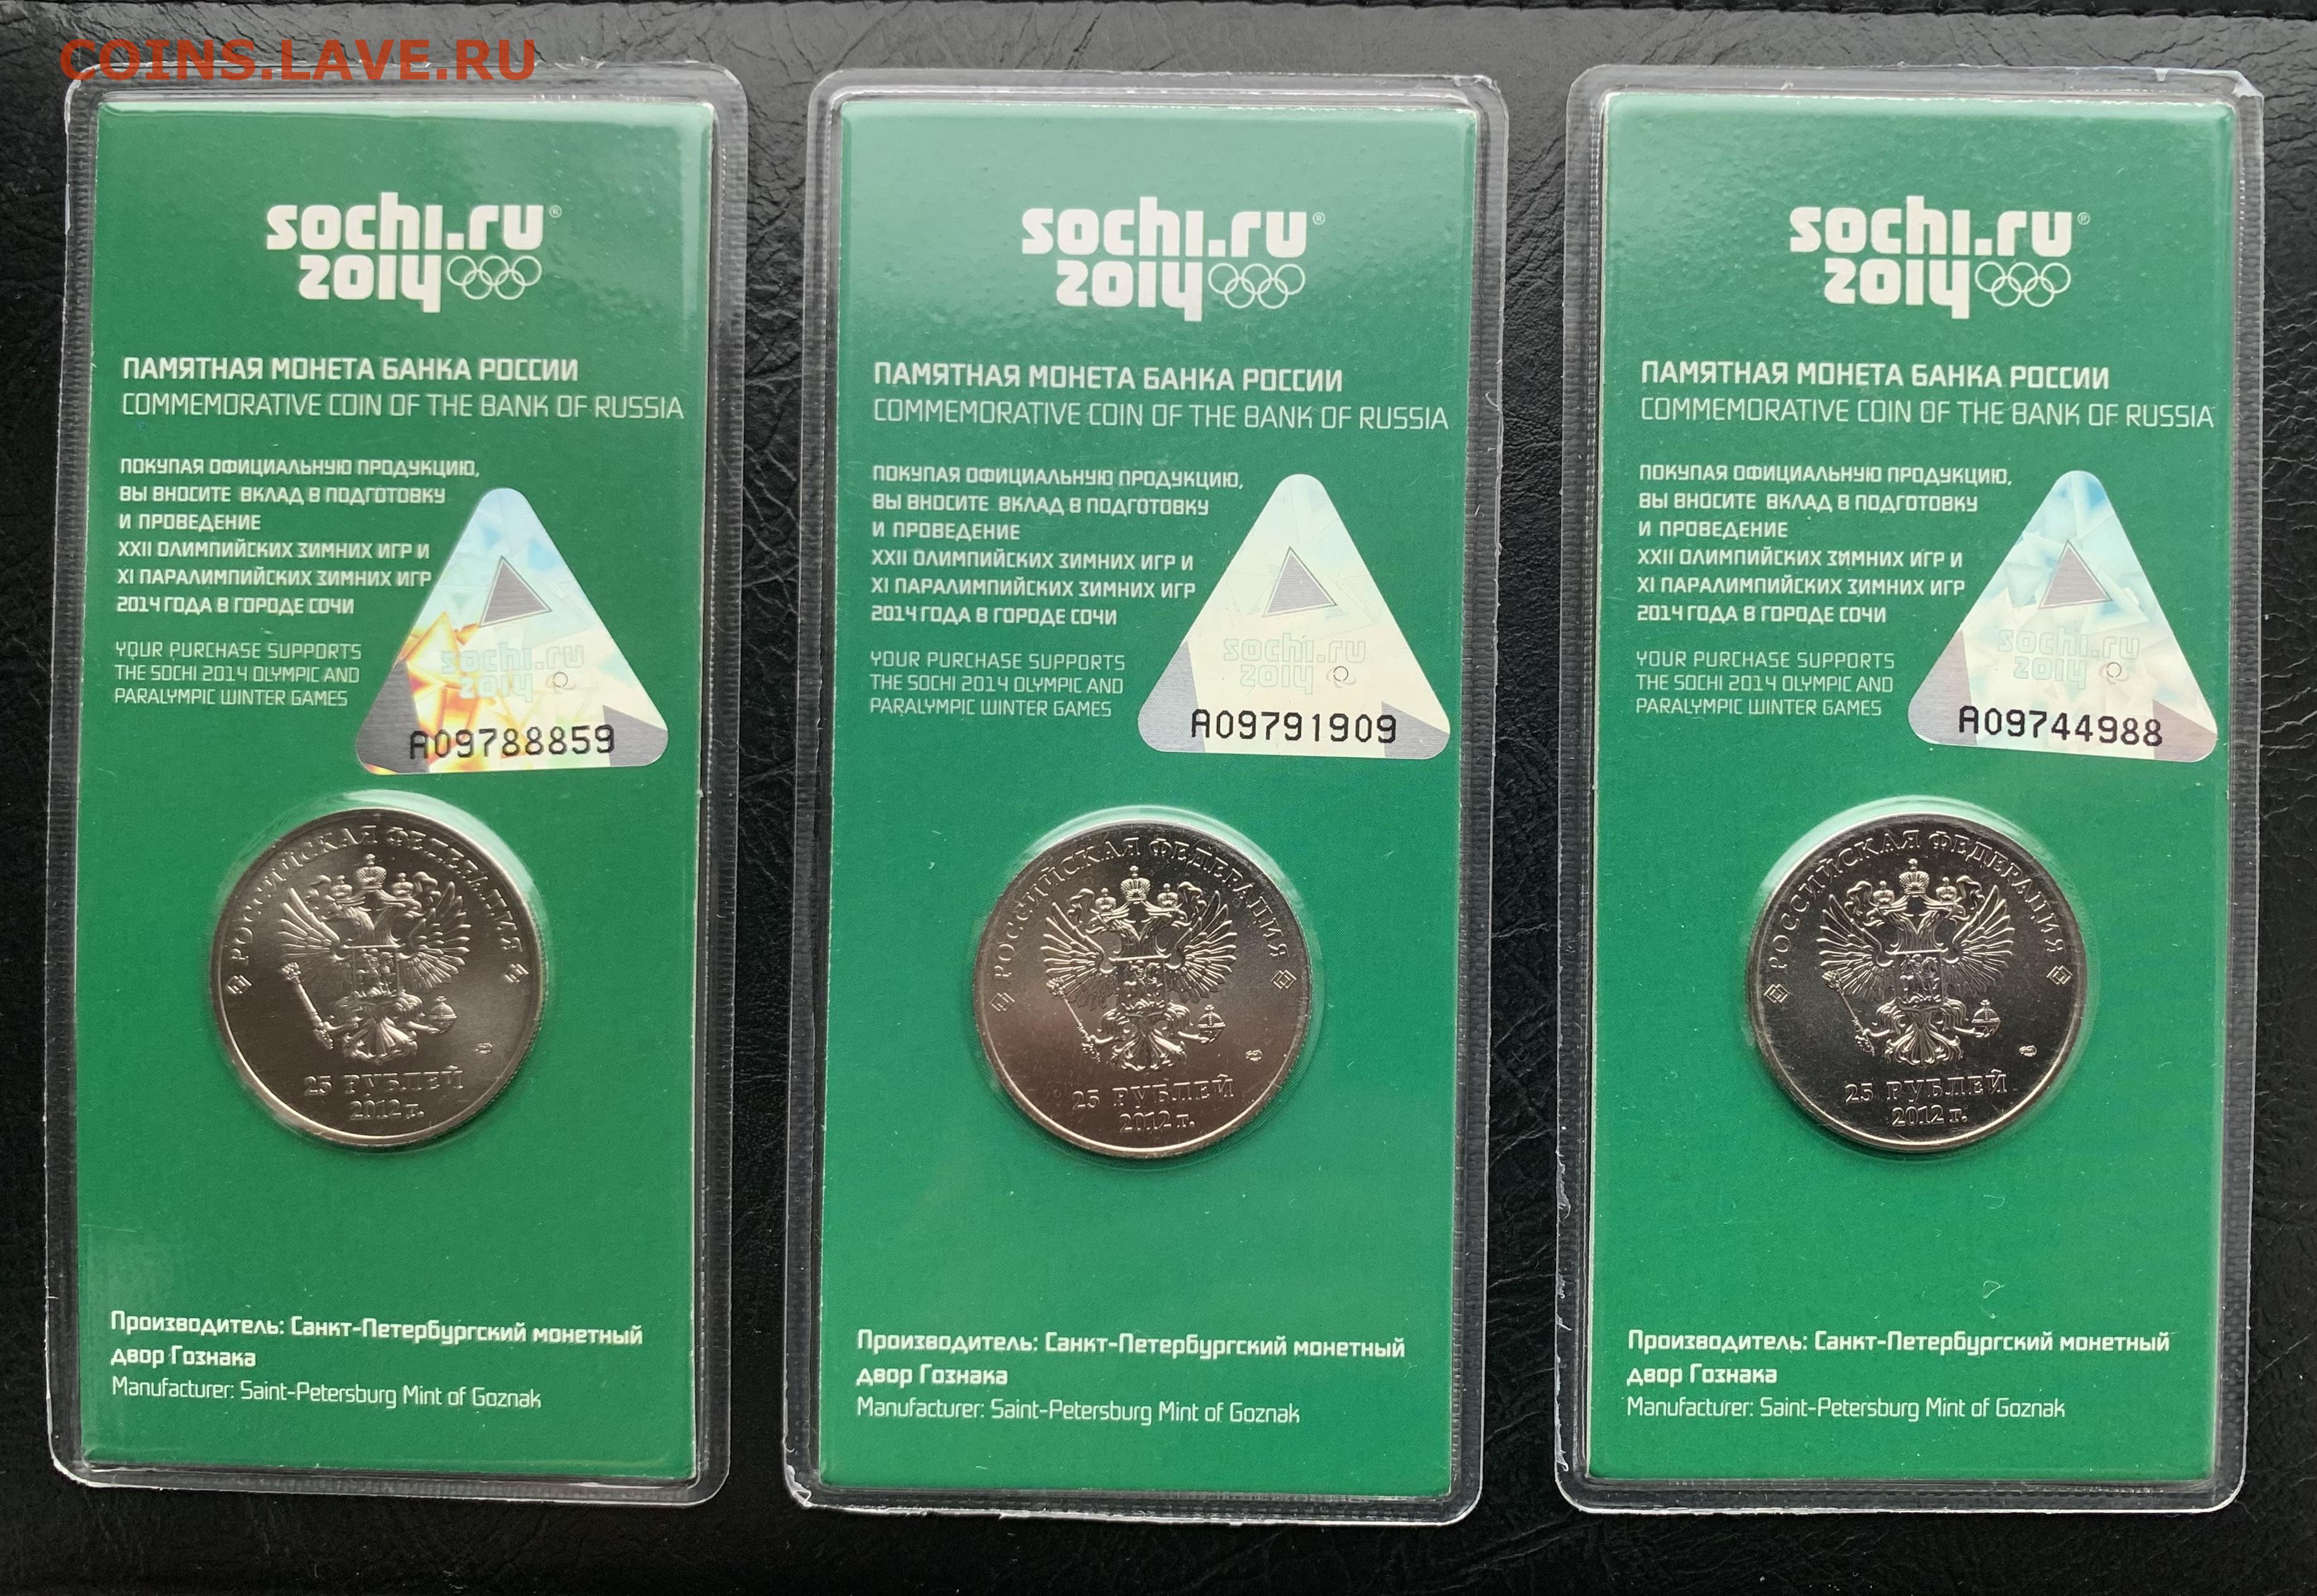 COINS.LAVE.RU
sochi.ru®
2014
ПАМЯТНАЯ МОНЕТА БАНКА РОССИИ
COMMEMORATIVE COIN OF THE BANK OF RUSSIA
ПОКУПАЯ ОФИЦИАЛЬНУЮ ПРОДУКЦИЮ,
ВЫ ВНОСИТЕ ВКЛАД В ПОДГОТОВКУ
И ПРОВЕДЕНИЕ
XXII ОЛИМПИЙСКИХ ЗИМНИХ ИГР И
XI ПАРАЛИМПИЙСКИХ ЗИМНИХ ИГР
2014 ГОДА В ГОРОДЕ СОЧИ
YOUR PURCHASE SUPPORTS
THE SOCHI 2014 OLYMPIC AND
PARALYMPIC WINTER GAMES
sochi.ru
2014
A09788859
РОССИЙСКАЯ ФЕДЕРАЦИЯ
25 РУБЛЕЙ
2012 г.
Производитель: Санкт-Петербургский монетный
двор Гознака
Manufacturer: Saint-Petersburg Mint of Goznak
sochi.ru®
2014
ПАМЯТНАЯ МОНЕТА БАНКА РОССИИ
COMMEMORATIVE COIN OF THE BANK OF RUSSIA
ПОКУПАЯ ОФИЦИАЛЬНУЮ ПРОДУКЦИЮ,
ВЫ ВНОСИТЕ ВКЛАД В ПОДГОТОВКУ
И ПРОВЕДЕНИЕ
XXII ОЛИМПИЙСКИХ ЗИМНИХ ИГР И
XI ПАРАЛИМПИЙСКИХ ЗИМНИХ ИГР
2014 ГОДА В ГОРОДЕ СОЧИ
YOUR PURCHASE SUPPORTS
THE SOCHI 2014 OLYMPIC AND
PARALYMPIC WINTER GAMES
sochi.ru
2014
A09791909
РОССИЙСКАЯ ФЕДЕРАЦИЯ
25 РУБЛЕЙ
2012 г.
Производитель: Санкт-Петербургский монетный
двор Гознака
Manufacturer: Saint-Petersburg Mint of Goznak
sochi.ru®
2014
ПАМЯТНАЯ МОНЕТА БАНКА РОССИИ
COMMEMORATIVE COIN OF THE BANK OF RUSSIA
ПОКУПАЯ ОФИЦИАЛЬНУЮ ПРОДУКЦИЮ,
ВЫ ВНОСИТЕ ВКЛАД В ПОДГОТОВКУ
И ПРОВЕДЕНИЕ
XXII ОЛИМПИЙСКИХ ЗИМНИХ ИГР И
XI ПАРАЛИМПИЙСКИХ ЗИМНИХ ИГР
2014 ГОДА В ГОРОДЕ СОЧИ
YOUR PURCHASE SUPPORTS
THE SOCHI 2014 OLYMPIC AND
PARALYMPIC WINTER GAMES
sochi.ru
2014
A09744988
РОССИЙСКАЯ ФЕДЕРАЦИЯ
25 РУБЛЕЙ
2012 г.
Производитель: Санкт-Петербургский монетный
двор Гознака
Manufacturer: Saint-Petersburg Mint of Goznak